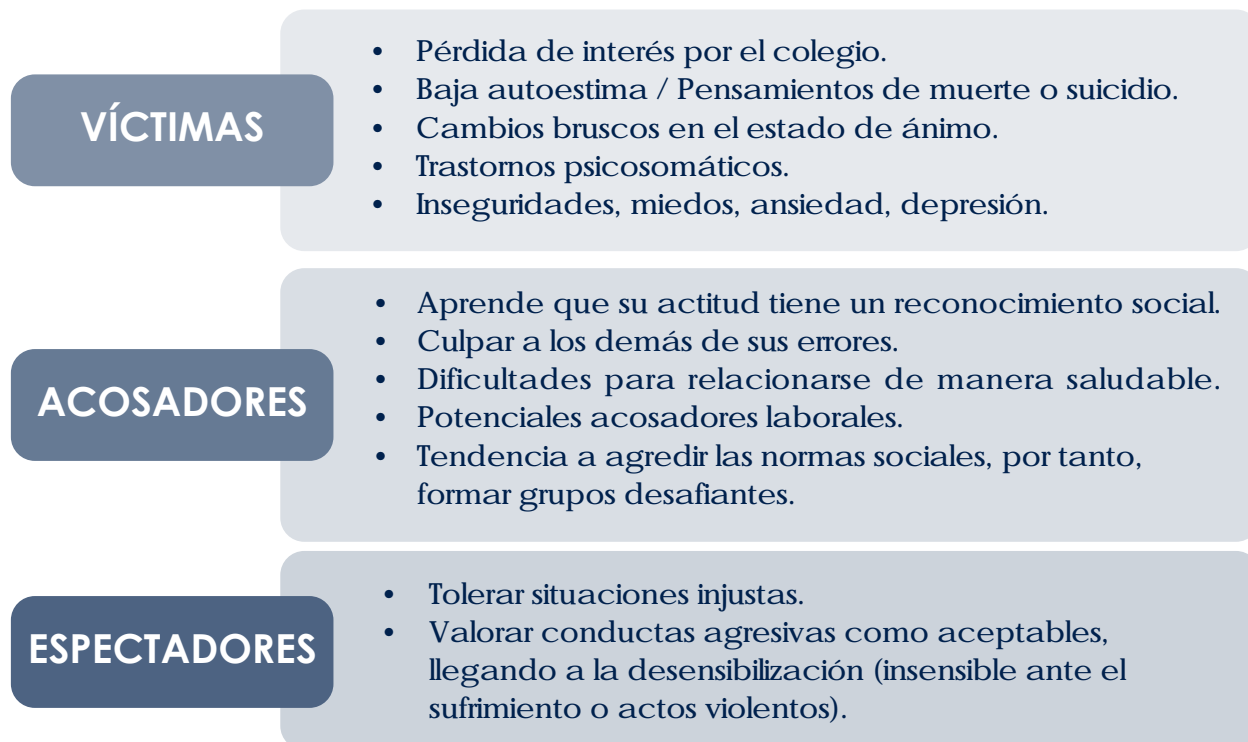 VÍCTIMAS
• Pérdida de interés por el colegio.
• Baja autoestima / Pensamientos de muerte o suicidio.
• Cambios bruscos en el estado de ánimo.
• Trastornos psicosomáticos.
• Inseguridades, miedos, ansiedad, depresión.
ACOSADORES
• Aprende que su actitud tiene un reconocimiento social.
• Culpar a los demás de sus errores.
• Dificultades para relacionarse de manera saludable.
• Potenciales acosadores laborales.
• Tendencia a agredir las normas sociales, por tanto,
formar grupos desafiantes.
ESPECTADORES
• Tolerar situaciones injustas.
• Valorar conductas agresivas como aceptables,
llegando a la desensibilización (insensible ante el
sufrimiento o actos violentos).